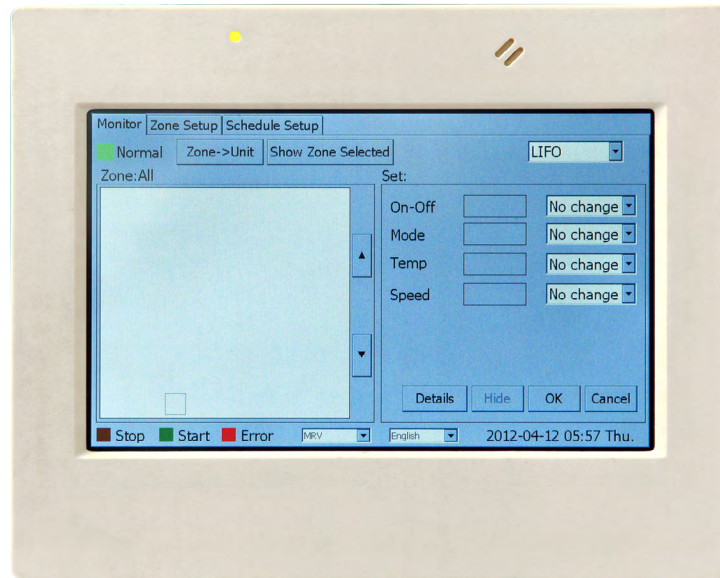 Monitor Zone Setup Schedule Setup
Normal Zone->Unit Show Zone Selected LIFO
Zone:All Set:
On-Off No change
Mode No change
Temp No change
Speed No change
Details Hide OK Cancel
Stop Start Error MRV English 2012-04-12 05:57 Thu.